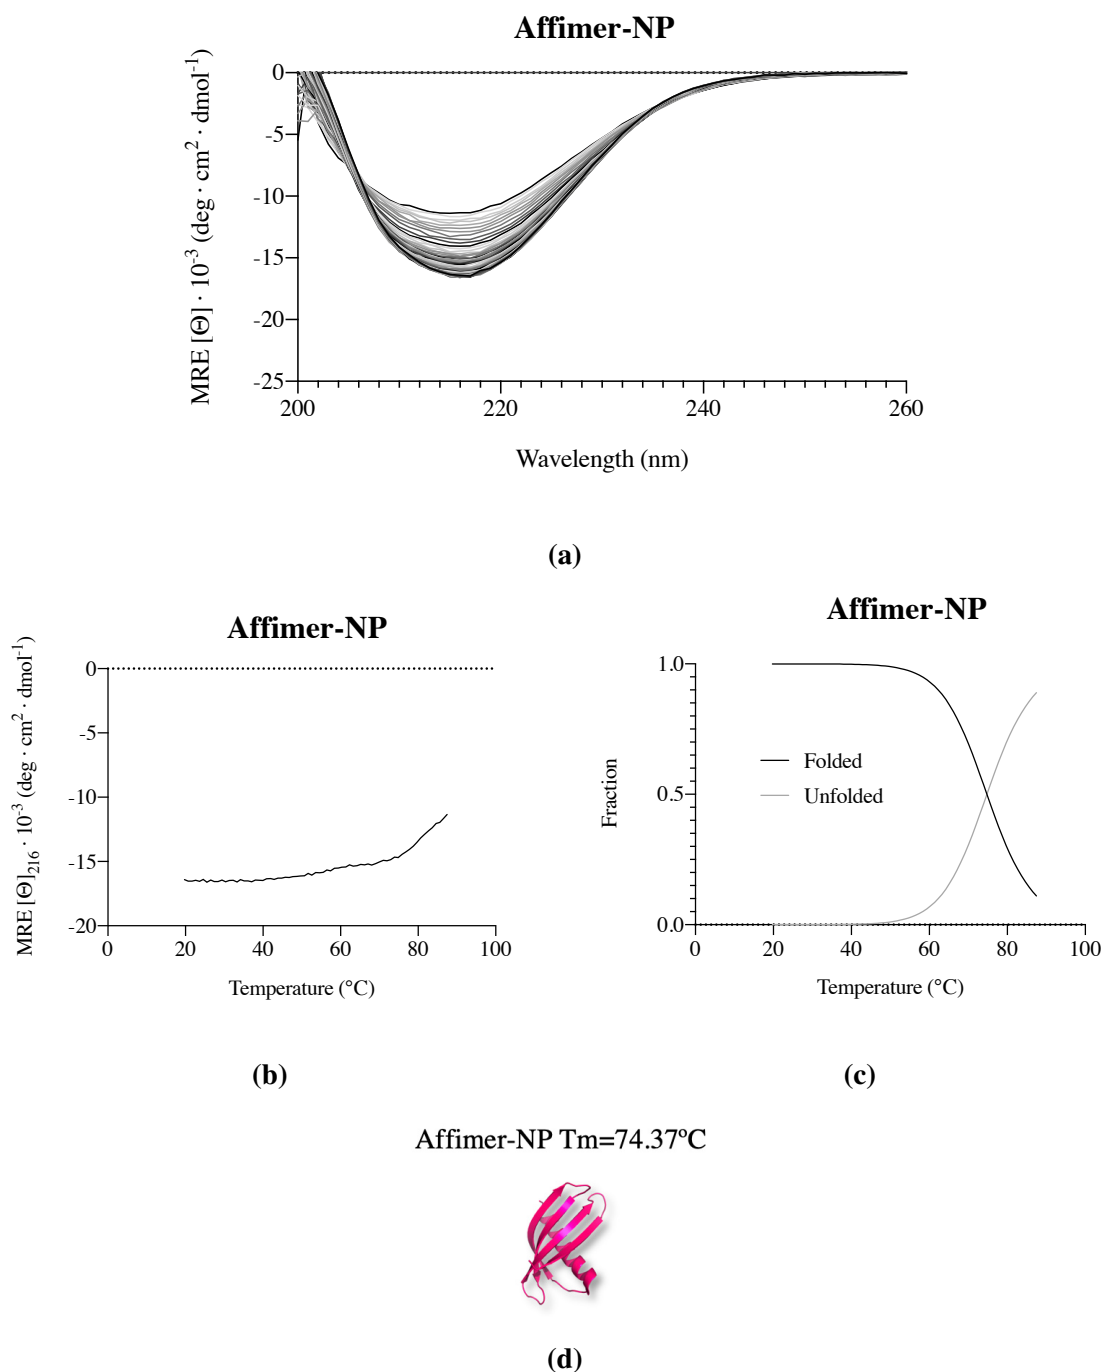 Affimer-NP
MRE [Θ] · 10⁻³ (deg · cm² · dmol⁻¹)
0
-5
-10
-15
-20
-25
200 220 240 260
Wavelength (nm)
(a)
Affimer-NP
MRE [Θ]₂₁₆ · 10⁻³ (deg · cm² · dmol⁻¹)
0
-5
-10
-15
-20
0 20 40 60 80 100
Temperature (°C)
(b)
Affimer-NP
Fraction
1.0
0.5
0.0
Folded
Unfolded
0 20 40 60 80 100
Temperature (°C)
(c)
Affimer-NP Tm=74.37ºC
(d)